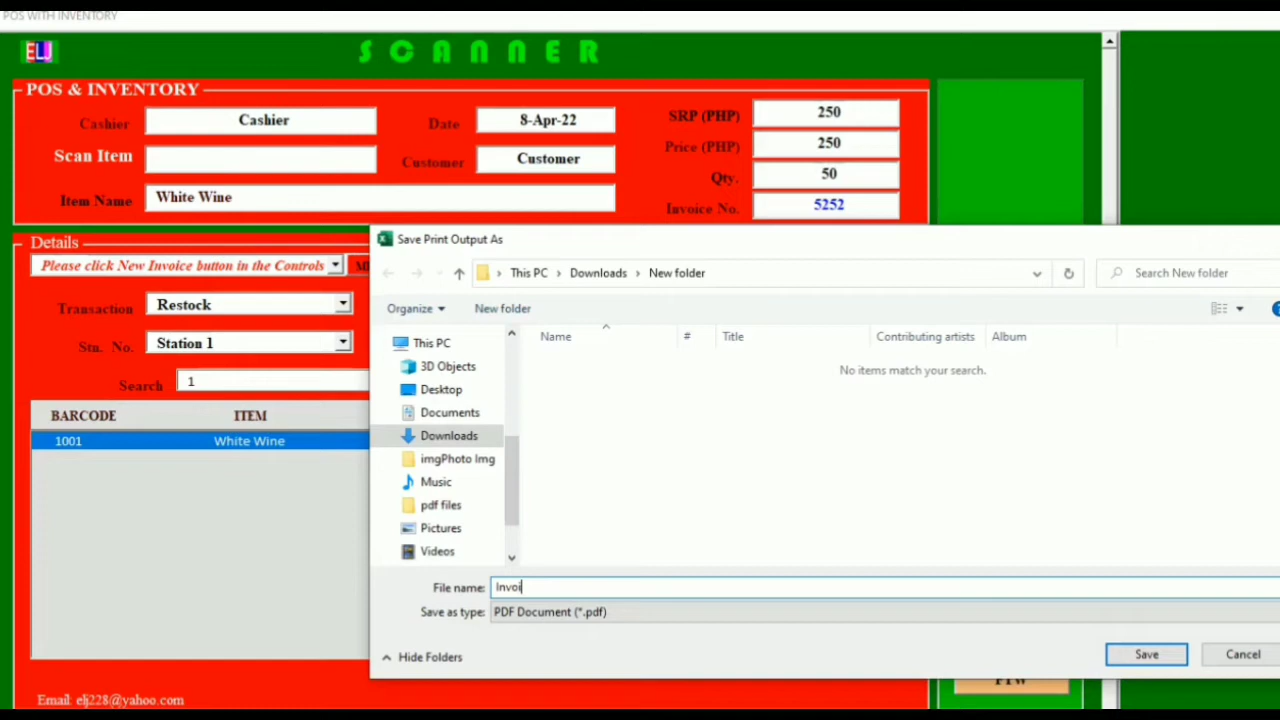 POS WITH INVENTORY
ELJ
SCANNER
POS & INVENTORY
Cashier
Cashier
Date
8-Apr-22
SRP (PHP)
250
Scan Item
Customer
Customer
Price (PHP)
250
Qty.
50
Item Name
White Wine
Invoice No.
5252
Details
Please click New Invoice button in the Controls
Transaction
Restock
Stn. No.
Station 1
Search
1
BARCODE
ITEM
1001
White Wine
Email: elj228@yahoo.com
Save Print Output As
This PC
Downloads
New folder
Search New folder
Organize
New folder
Name
#
Title
Contributing artists
Album
No items match your search.
This PC
3D Objects
Desktop
Documents
Downloads
imgPhoto Img
Music
pdf files
Pictures
Videos
File name:
Invoi
Save as type:
PDF Document (*.pdf)
Hide Folders
Save
Cancel